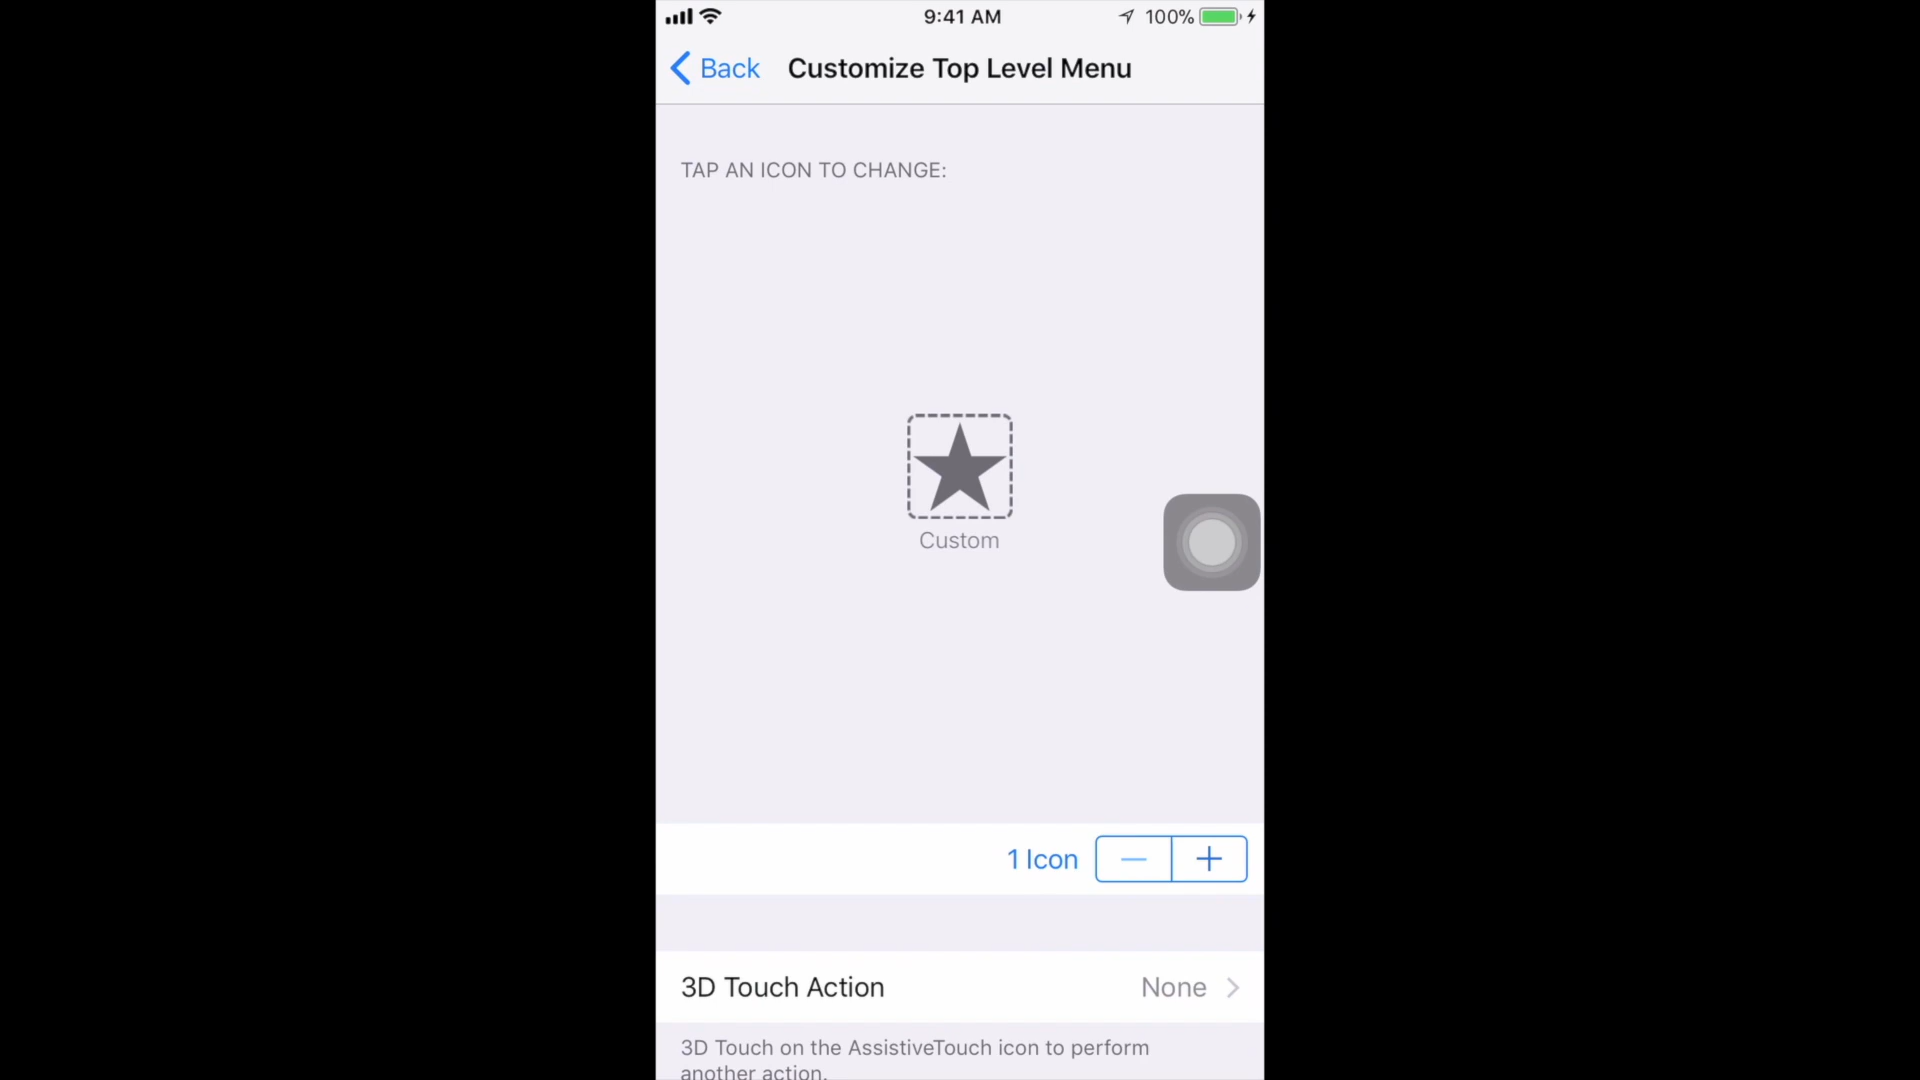 9:41 AM
100%
Back
Customize Top Level Menu
TAP AN ICON TO CHANGE:
Custom
1 Icon
3D Touch Action
None
3D Touch on the AssistiveTouch icon to perform
another action.